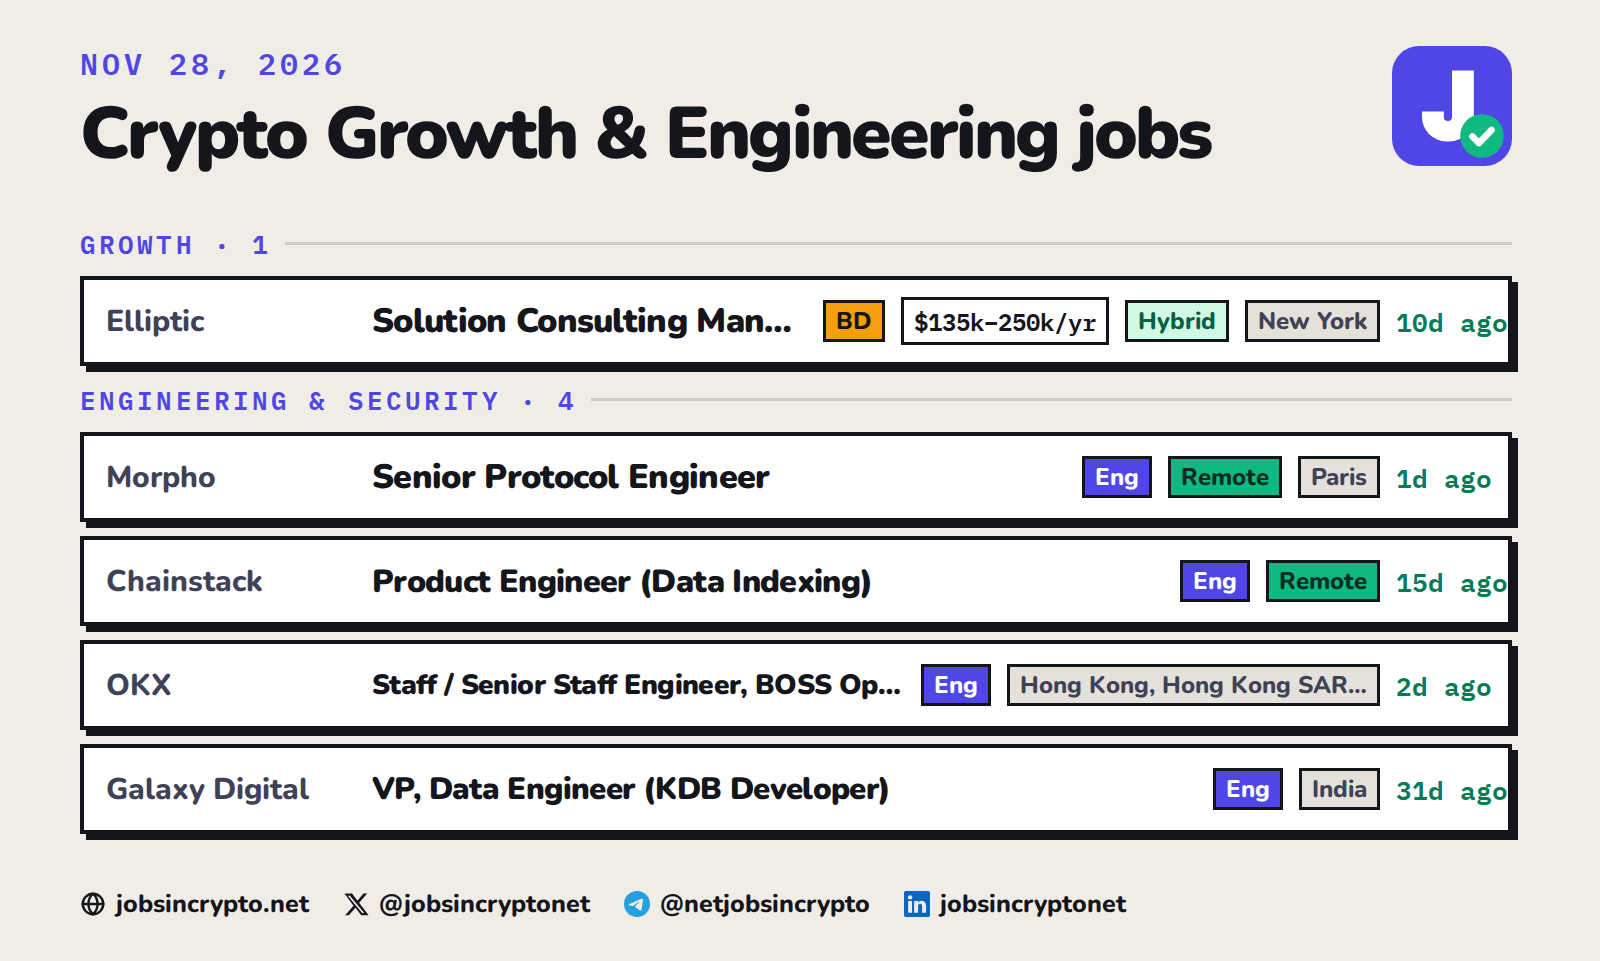 NOV 28, 2026
Crypto Growth & Engineering jobs
GROWTH · 1
Elliptic Solution Consulting Man... BD $135k–250k/yr Hybrid New York 10d ago
ENGINEERING & SECURITY · 4
Morpho Senior Protocol Engineer Eng Remote Paris 1d ago
Chainstack Product Engineer (Data Indexing) Eng Remote 15d ago
OKX Staff / Senior Staff Engineer, BOSS Op... Eng Hong Kong, Hong Kong SAR... 2d ago
Galaxy Digital VP, Data Engineer (KDB Developer) Eng India 31d ago
jobsincrypto.net @jobsincryptonet @netjobsincrypto jobsincryptonet